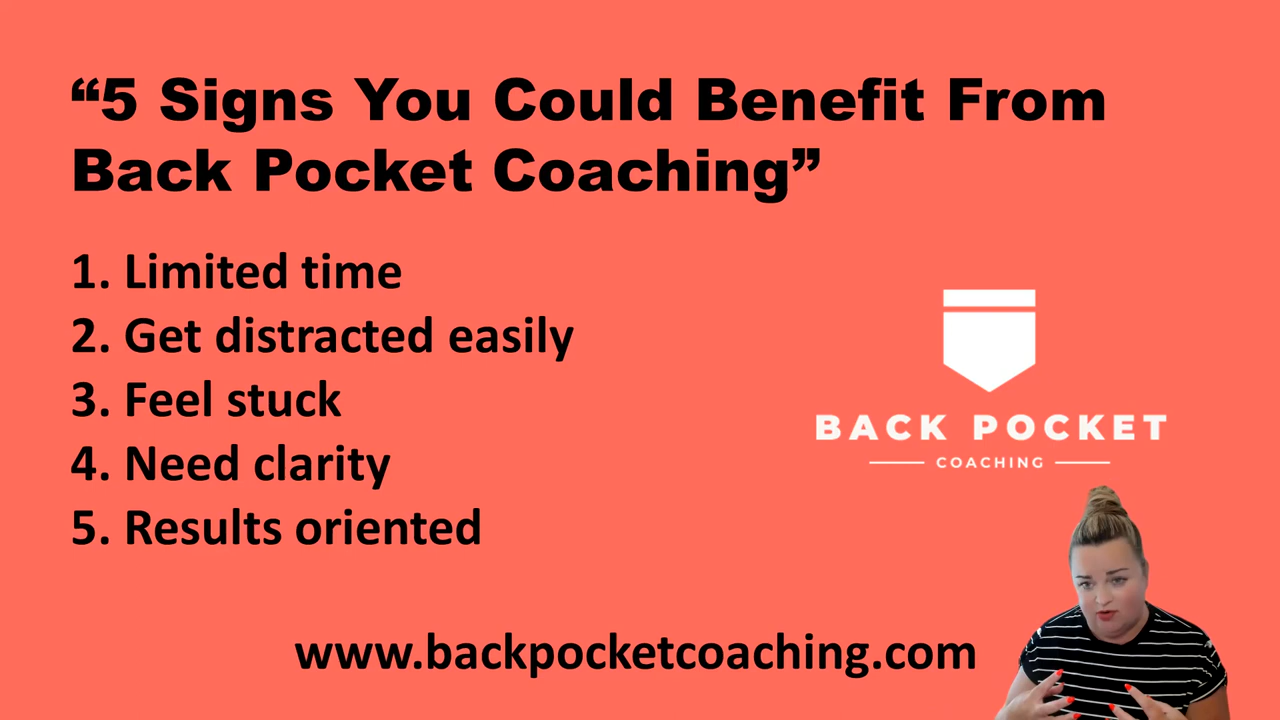 “5 Signs You Could Benefit From
Back Pocket Coaching”
1. Limited time
2. Get distracted easily
3. Feel stuck
4. Need clarity
5. Results oriented
BACK POCKET
COACHING
www.backpocketcoaching.com